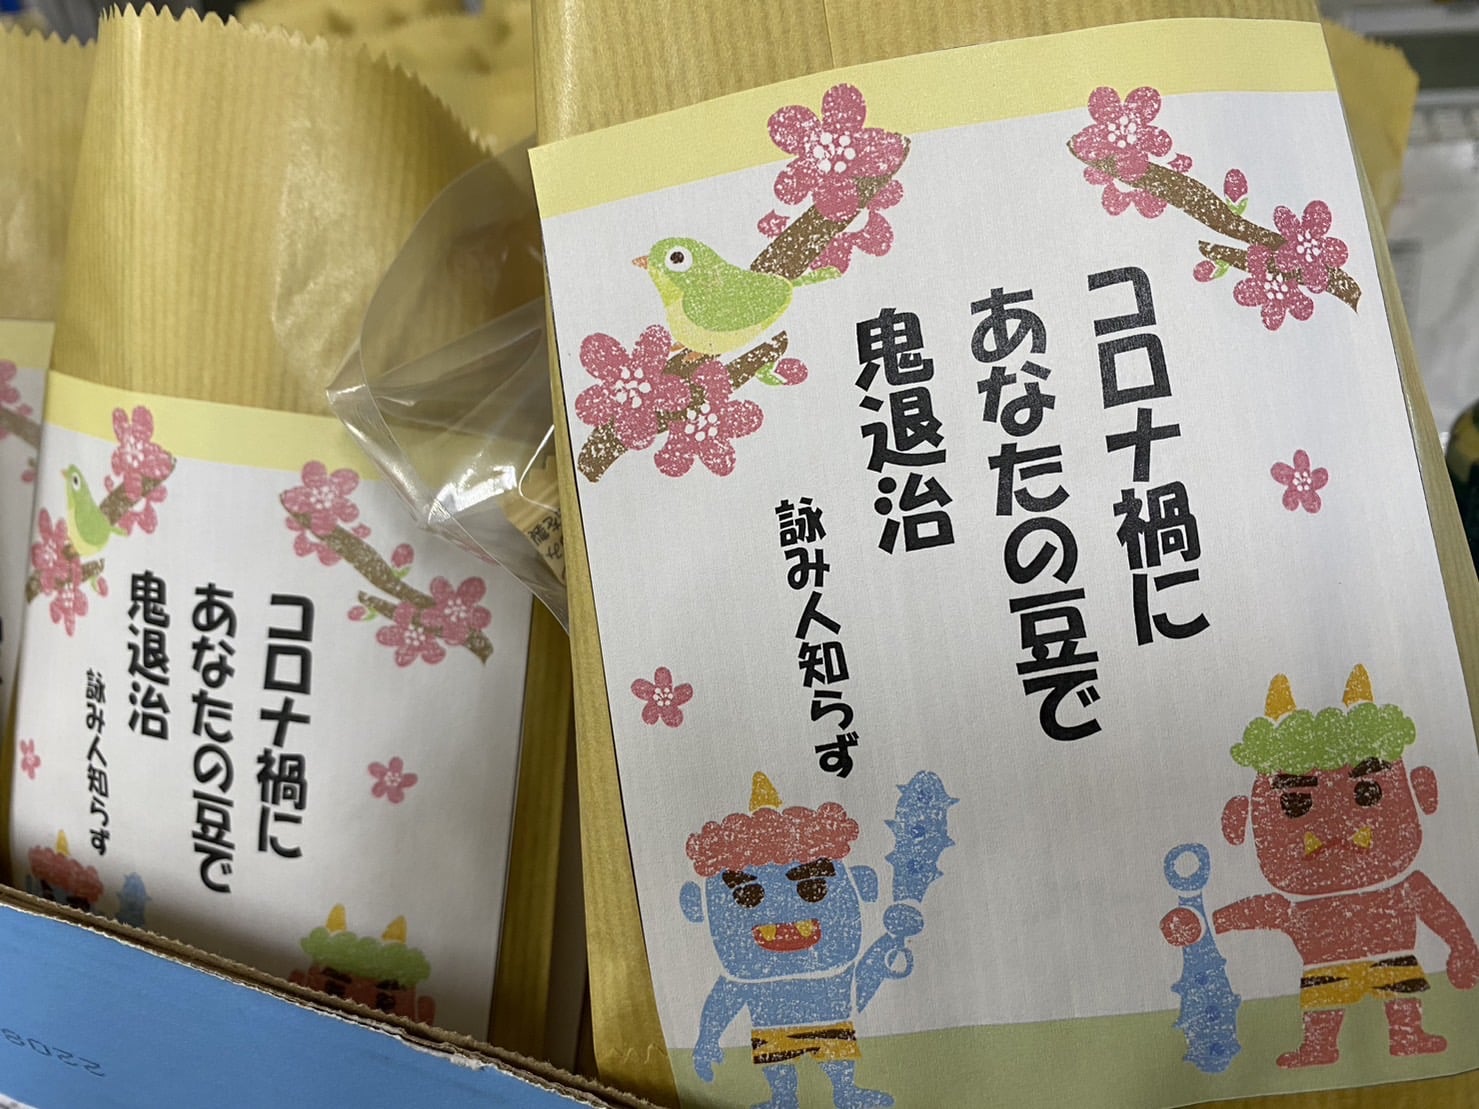 コロナ禍に
あなたの豆で
鬼退治
詠み人知らず
コロナ禍に
あなたの豆で
鬼退治
詠み人知らず